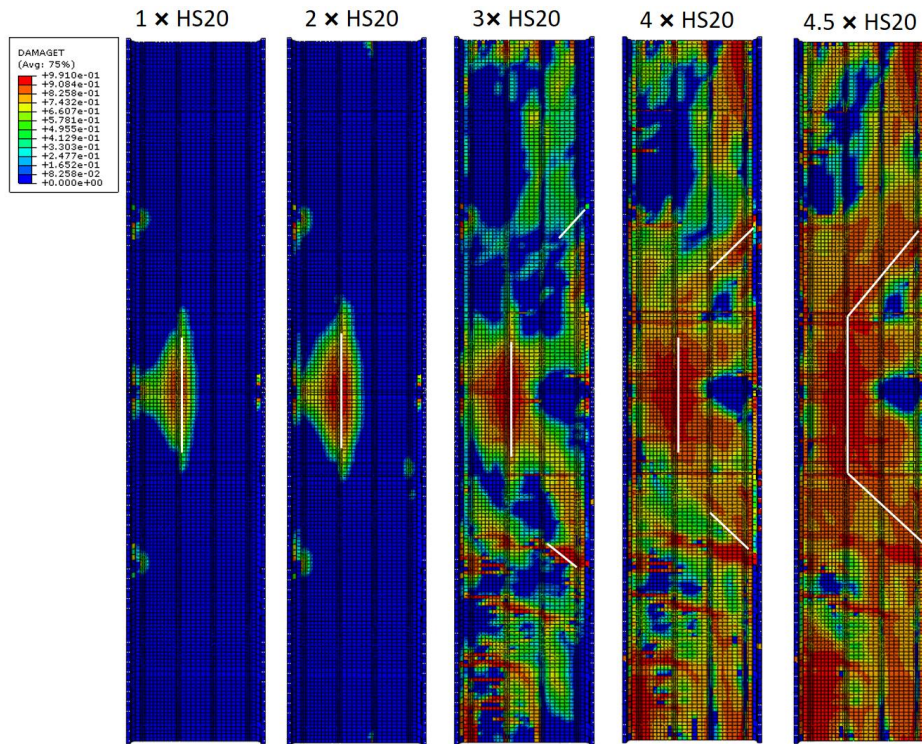 1 × HS20
2 × HS20
3× HS20
4 × HS20
4.5 × HS20
DAMAGET
(Avg: 75%)
+9.910e-01
+9.084e-01
+8.258e-01
+7.432e-01
+6.607e-01
+5.781e-01
+4.955e-01
+4.129e-01
+3.303e-01
+2.477e-01
+1.652e-01
+8.258e-02
+0.000e+00